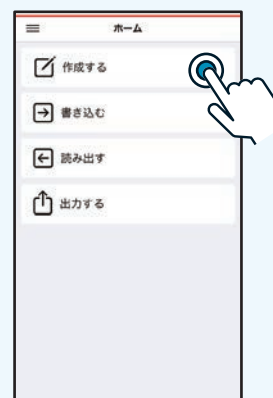 ホーム
作成する
書き込む
読み出す
出力する